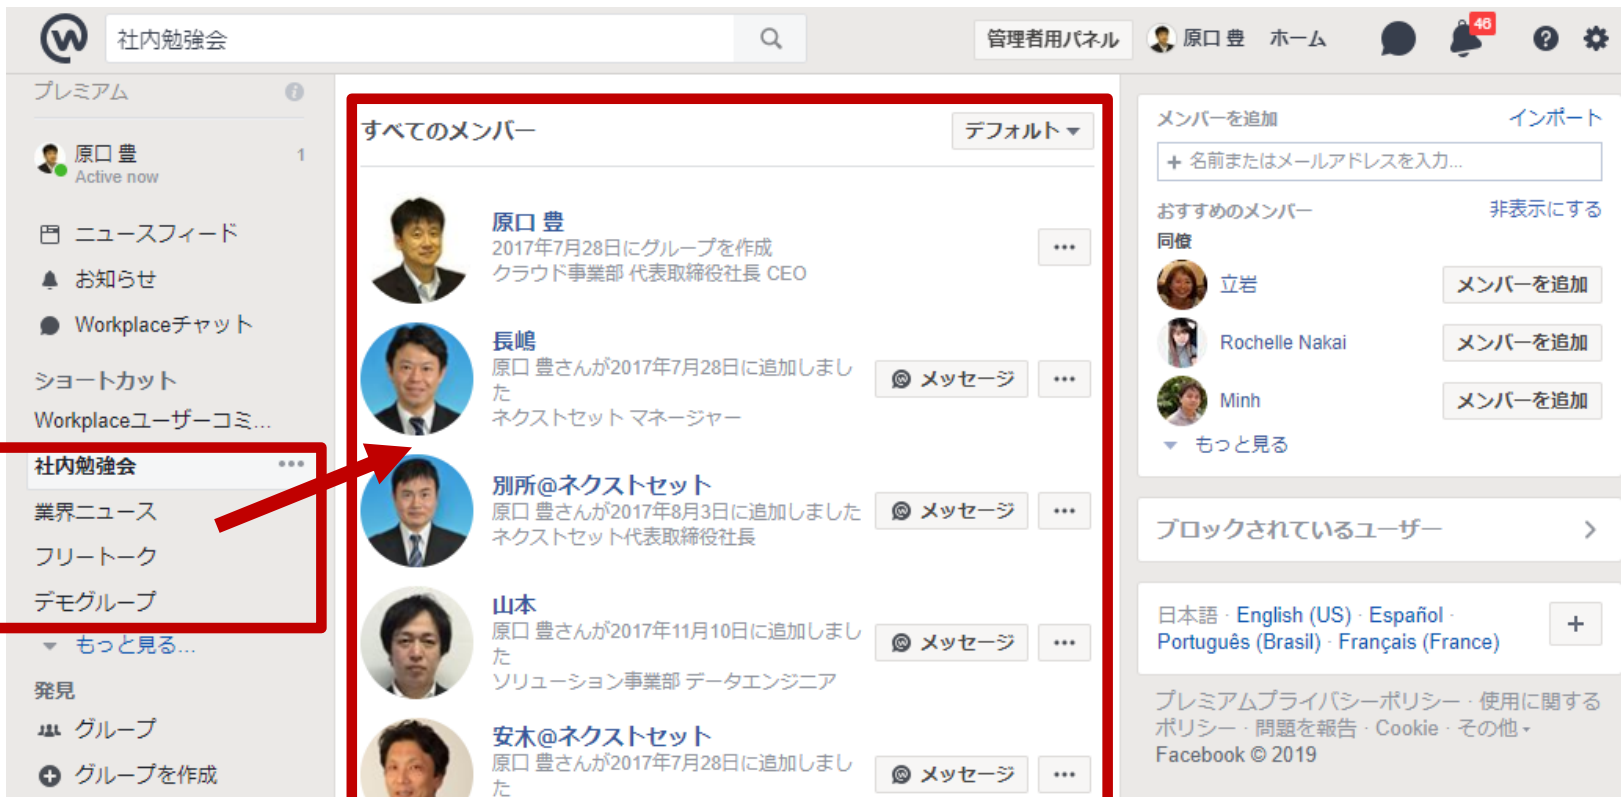 社内勉強会
管理者用パネル
原口 豊
ホーム
46
プレミアム
原口 豊
1
Active now
ニュースフィード
お知らせ
Workplaceチャット
ショートカット
Workplaceユーザーコミ...
社内勉強会
業界ニュース
フリートーク
デモグループ
もっと見る...
発見
グループ
グループを作成
すべてのメンバー
デフォルト
原口 豊
2017年7月28日にグループを作成
クラウド事業部 代表取締役社長 CEO
長嶋
原口 豊さんが2017年7月28日に追加しまし
た
ネクストセット マネージャー
メッセージ
別所@ネクストセット
原口 豊さんが2017年8月3日に追加しました
ネクストセット代表取締役社長
メッセージ
山本
原口 豊さんが2017年11月10日に追加しまし
た
ソリューション事業部 データエンジニア
メッセージ
安木@ネクストセット
原口 豊さんが2017年7月28日に追加しまし
た
メッセージ
メンバーを追加
インポート
+ 名前またはメールアドレスを入力...
おすすめのメンバー
非表示にする
同僚
立岩
メンバーを追加
Rochelle Nakai
メンバーを追加
Minh
メンバーを追加
もっと見る
ブロックされているユーザー
日本語 · English (US) · Español ·
Português (Brasil) · Français (France)
+
プレミアムプライバシーポリシー · 使用に関する
ポリシー · 問題を報告 · Cookie · その他
Facebook © 2019